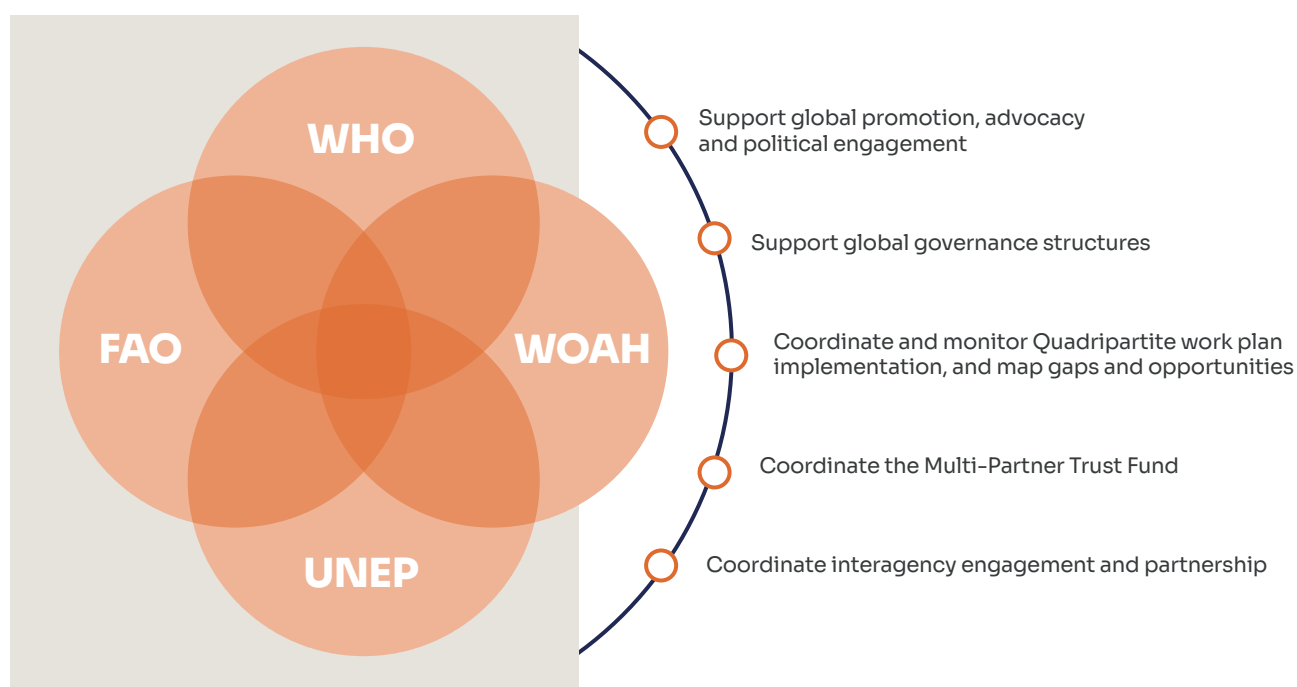 WHO
FAO
WOAH
UNEP
Support global promotion, advocacy
and political engagement
Support global governance structures
Coordinate and monitor Quadripartite work plan
implementation, and map gaps and opportunities
Coordinate the Multi-Partner Trust Fund
Coordinate interagency engagement and partnership